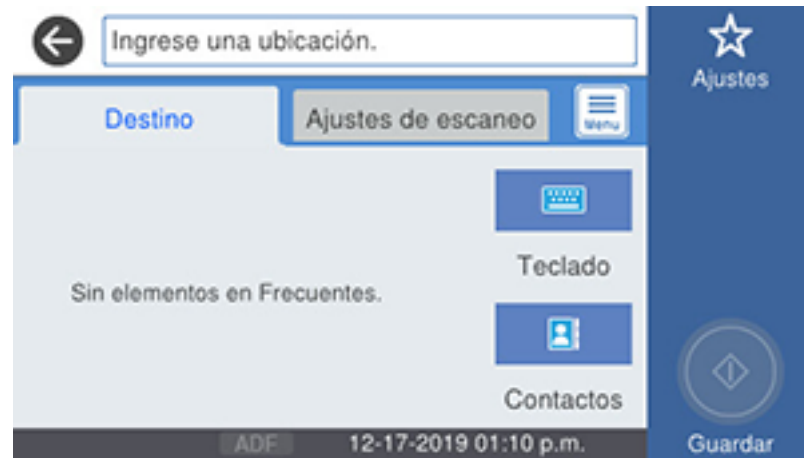 Ingrese una ubicación.
Ajustes
Destino
Ajustes de escaneo
Menu
Teclado
Sin elementos en Frecuentes.
Contactos
ADF
12-17-2019 01:10 p.m.
Guardar